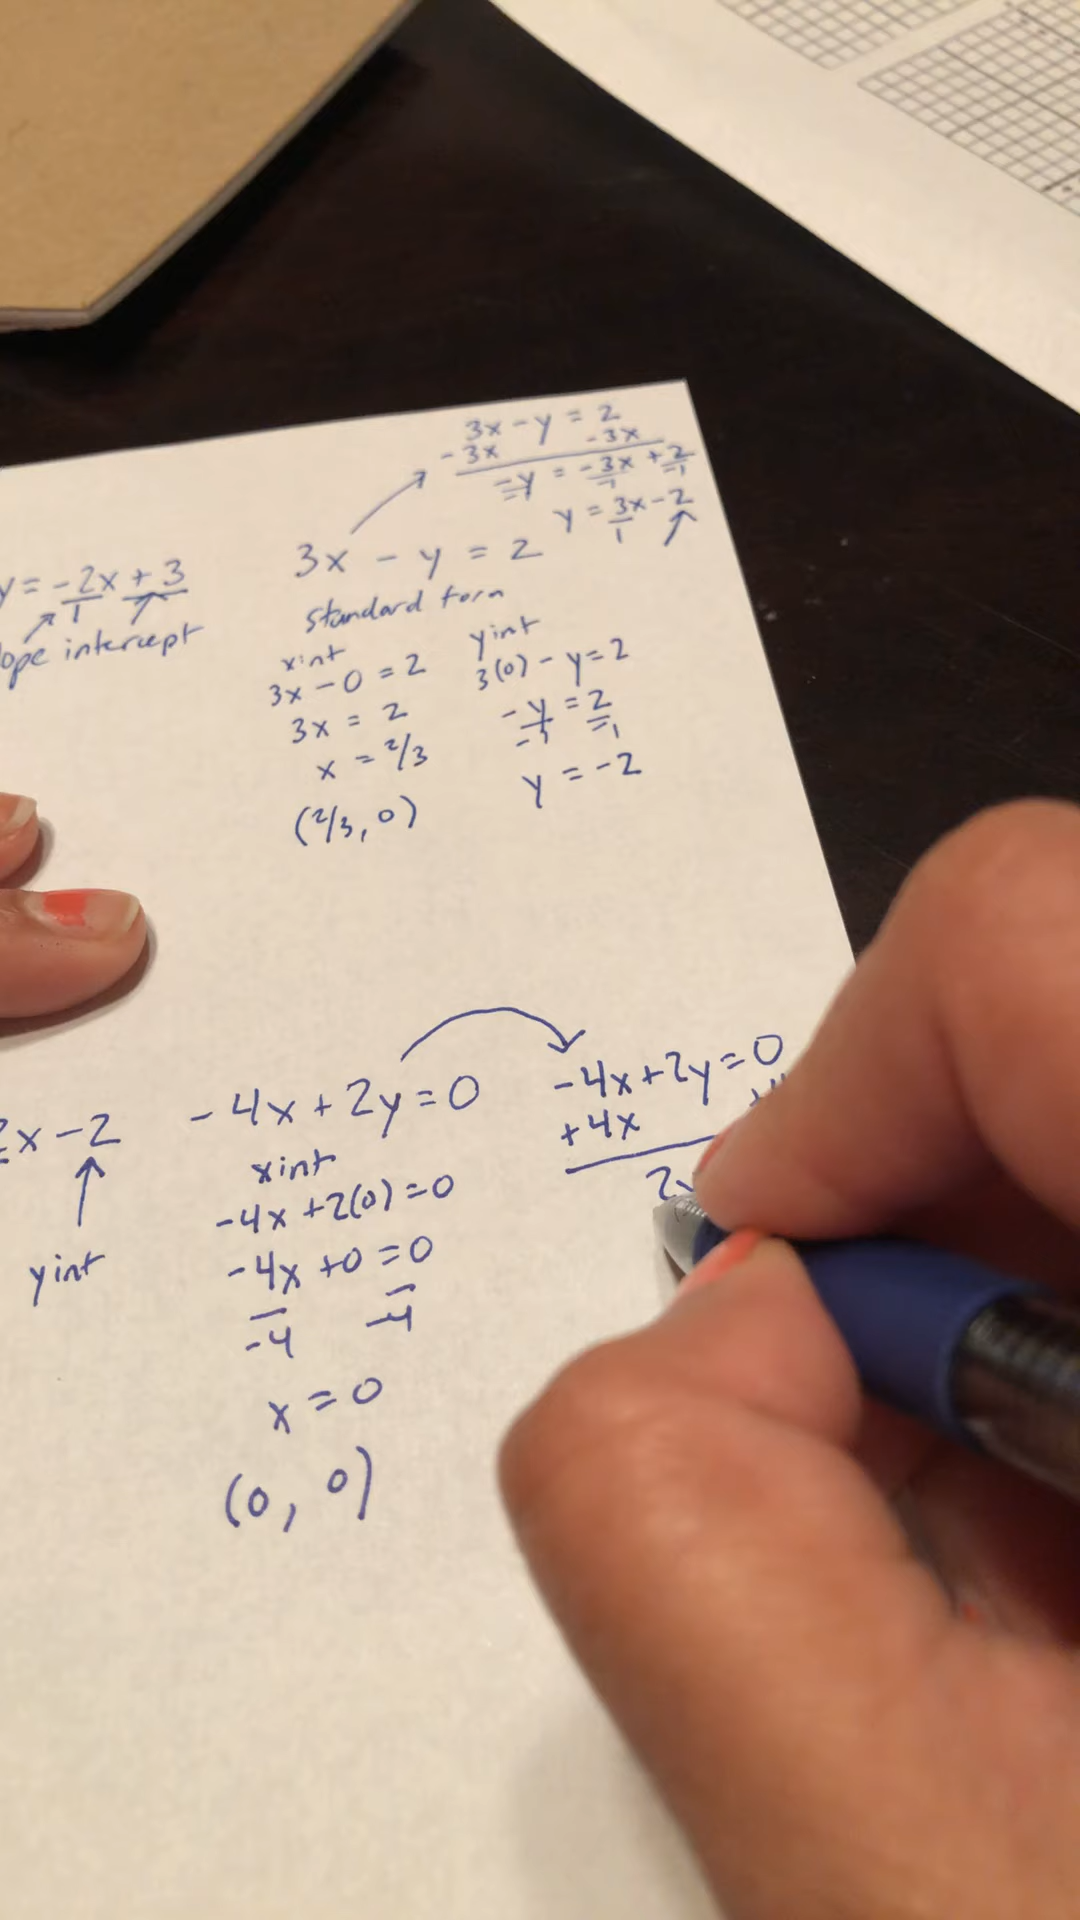 3x - y = 2
- 3x - 3x
-y = -3x + 2
-1 -1 -1
y = 3x - 2
1
y = -2x + 3
1
intercept
3x - y = 2
standard form
xint
3x - 0 = 2
3x = 2
x = 2/3
(2/3, 0)
yint
3(0) - y = 2
-y = 2
-1 -1
y = -2
x - 2
yint
-4x + 2y = 0
xint
-4x + 2(0) = 0
-4x + 0 = 0
-4 -4
x = 0
(0, 0)
-4x + 2y = 0
+4x
2y